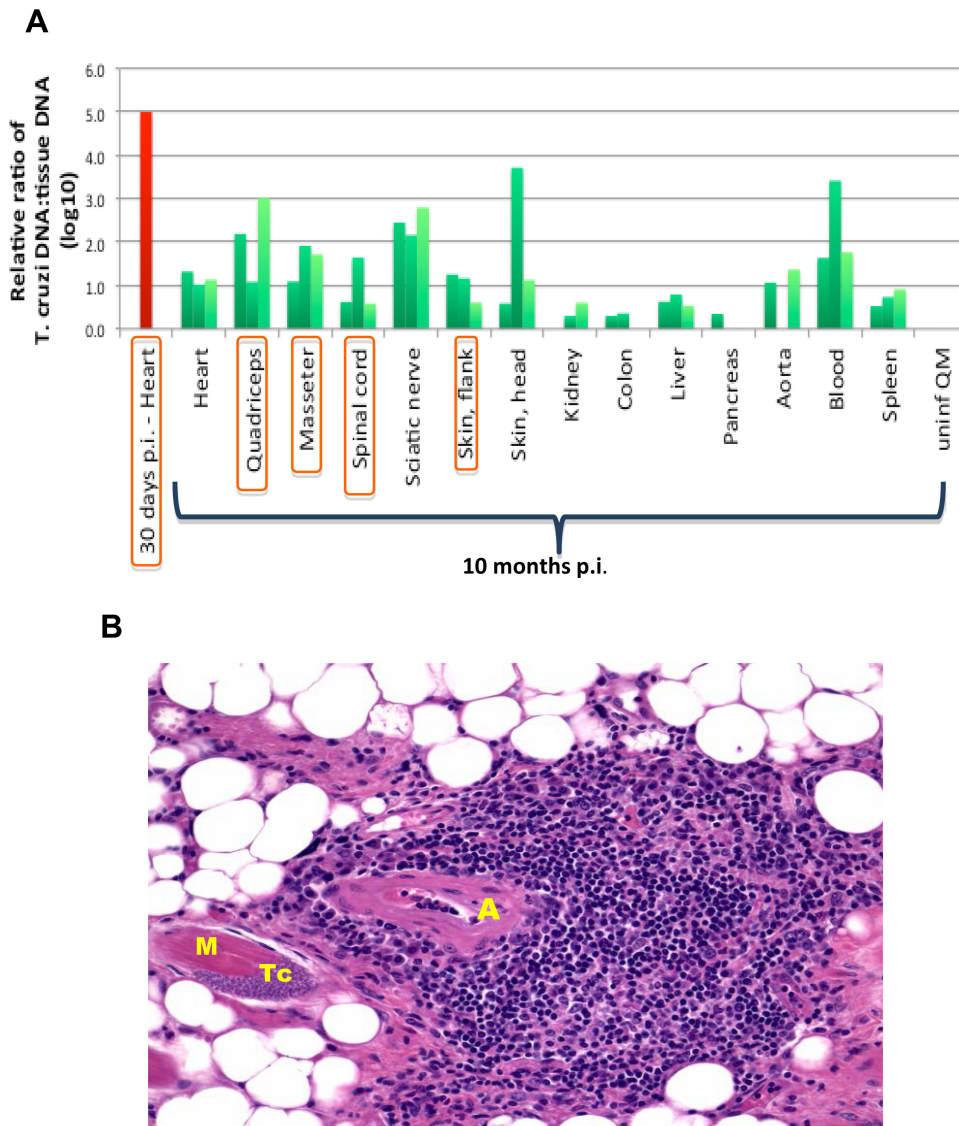 A
Relative ratio of
T. cruzi DNA:tissue DNA
(log10)
6.0
5.0
4.0
3.0
2.0
1.0
0.0
30 days p.i. - Heart
Heart
Quadriceps
Masseter
Spinal cord
Sciatic nerve
Skin, flank
Skin, head
Kidney
Colon
Liver
Pancreas
Aorta
Blood
Spleen
uninf QM
10 months p.i.
B
A
M
Tc